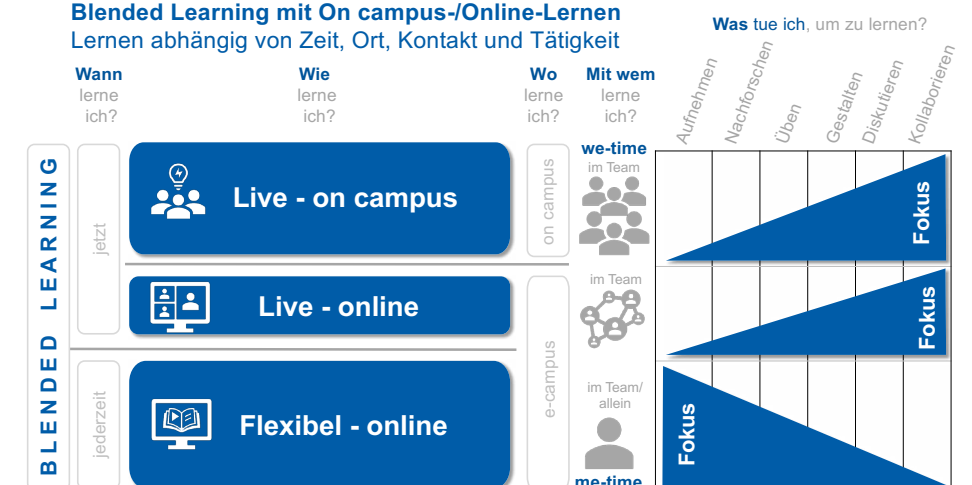 Blended Learning mit On campus-/Online-Lernen
Lernen abhängig von Zeit, Ort, Kontakt und Tätigkeit
Was tue ich, um zu lernen?
Wann
lerne
ich?
Wie
lerne
ich?
Wo
lerne
ich?
Mit wem
lerne
ich?
Aufnehmen
Nachforschen
Üben
Gestalten
Diskutieren
Kollaborieren
BLENDED LEARNING
jetzt
Live - on campus
on campus
we-time
im Team
Fokus
Live - online
im Team
Fokus
jederzeit
Flexibel - online
e-campus
im Team/
allein
me-time
Fokus